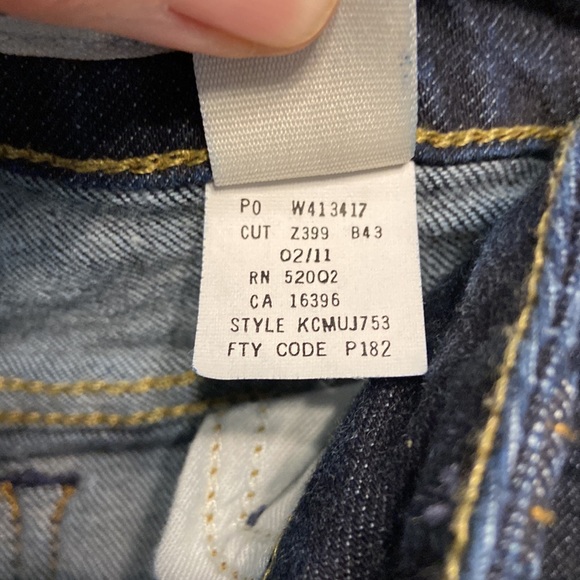 PO W413417
CUT Z399 B43
02/11
RN 52002
CA 16396
STYLE KCMUJ753
FTY CODE P182